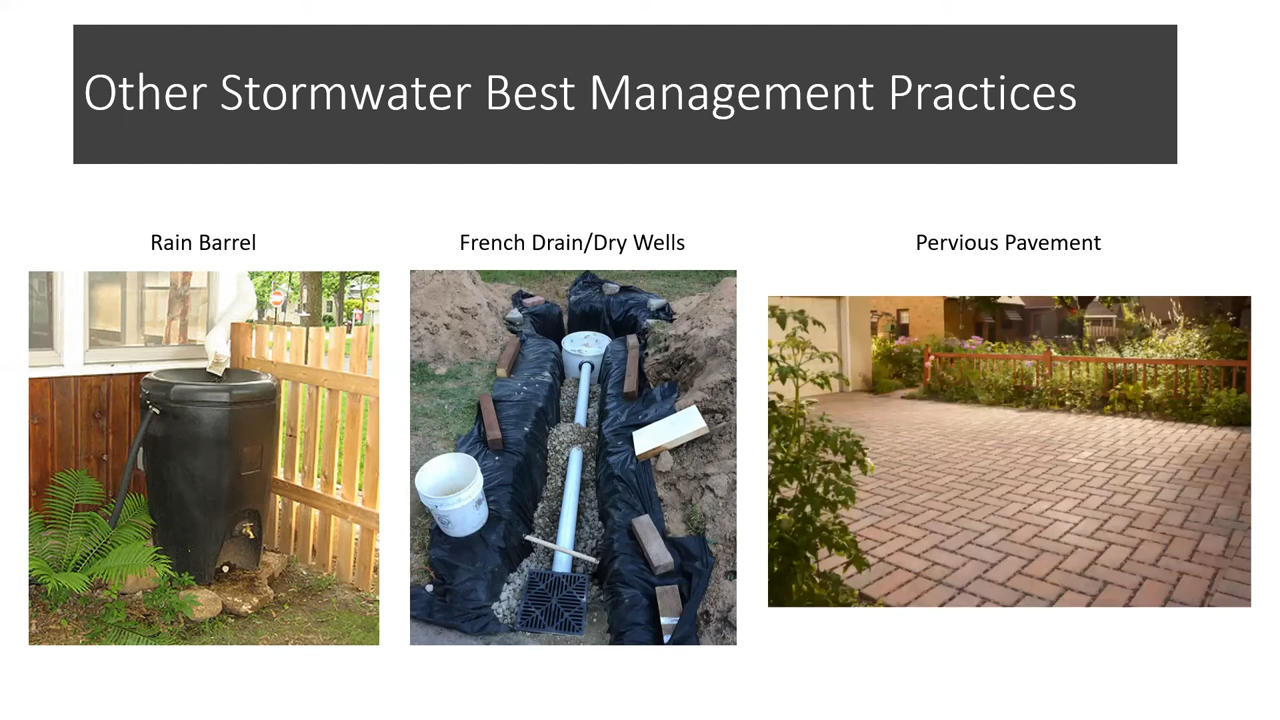 Other Stormwater Best Management Practices
Rain Barrel
French Drain/Dry Wells
Pervious Pavement